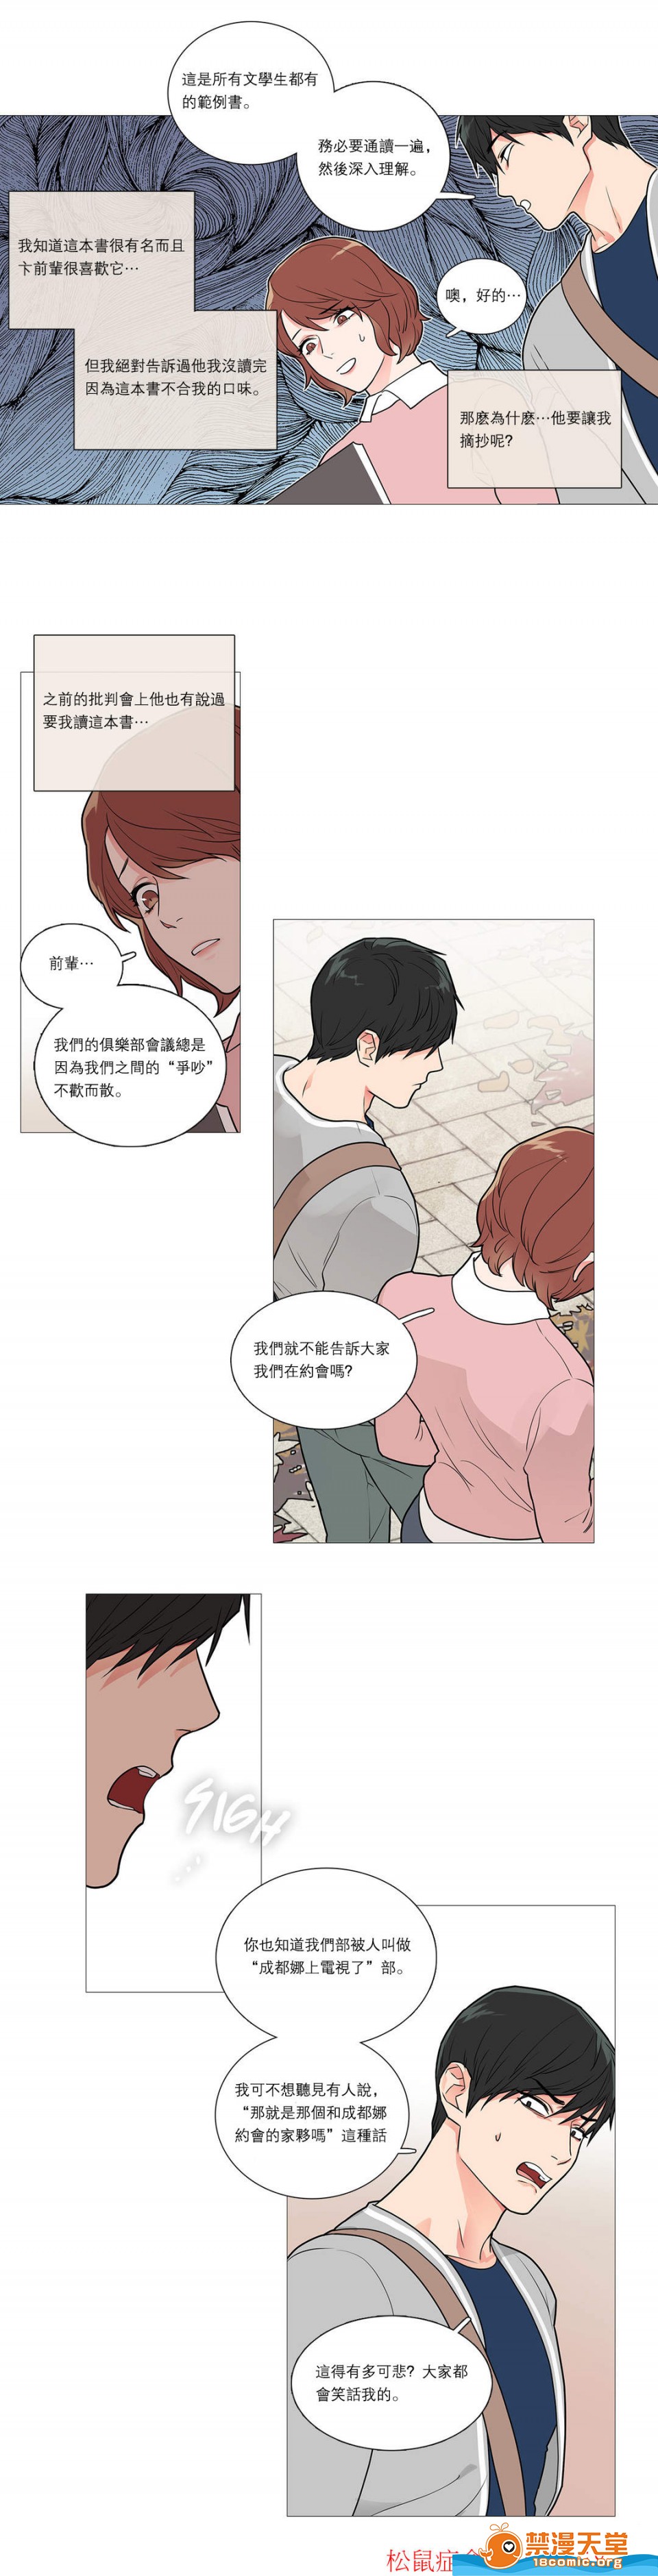 這是所有文學生都有
的範例書。
務必要通讀一遍，
然後深入理解。
我知道這本書很有名而且
卞前輩很喜歡它…
噢，好的…
但我絕對告訴過他我沒讀完
因為這本書不合我的口味。
那麼為什麼…他要讓我
摘抄呢？
之前的批判會上他也有說過
要我讀這本書…
前輩…
我們的俱樂部會議總是
因為我們之間的“爭吵”
不歡而散。
我們就不能告訴大家
我們在約會嗎？
SIGH
你也知道我們部被人叫做
“成都娜上電視了”部。
我可不想聽見有人說，
“那就是那個和成都娜
約會的家夥嗎”這種話
這得有多可悲？大家都
會笑話我的。
松鼠症
禁漫天堂
18comic.org